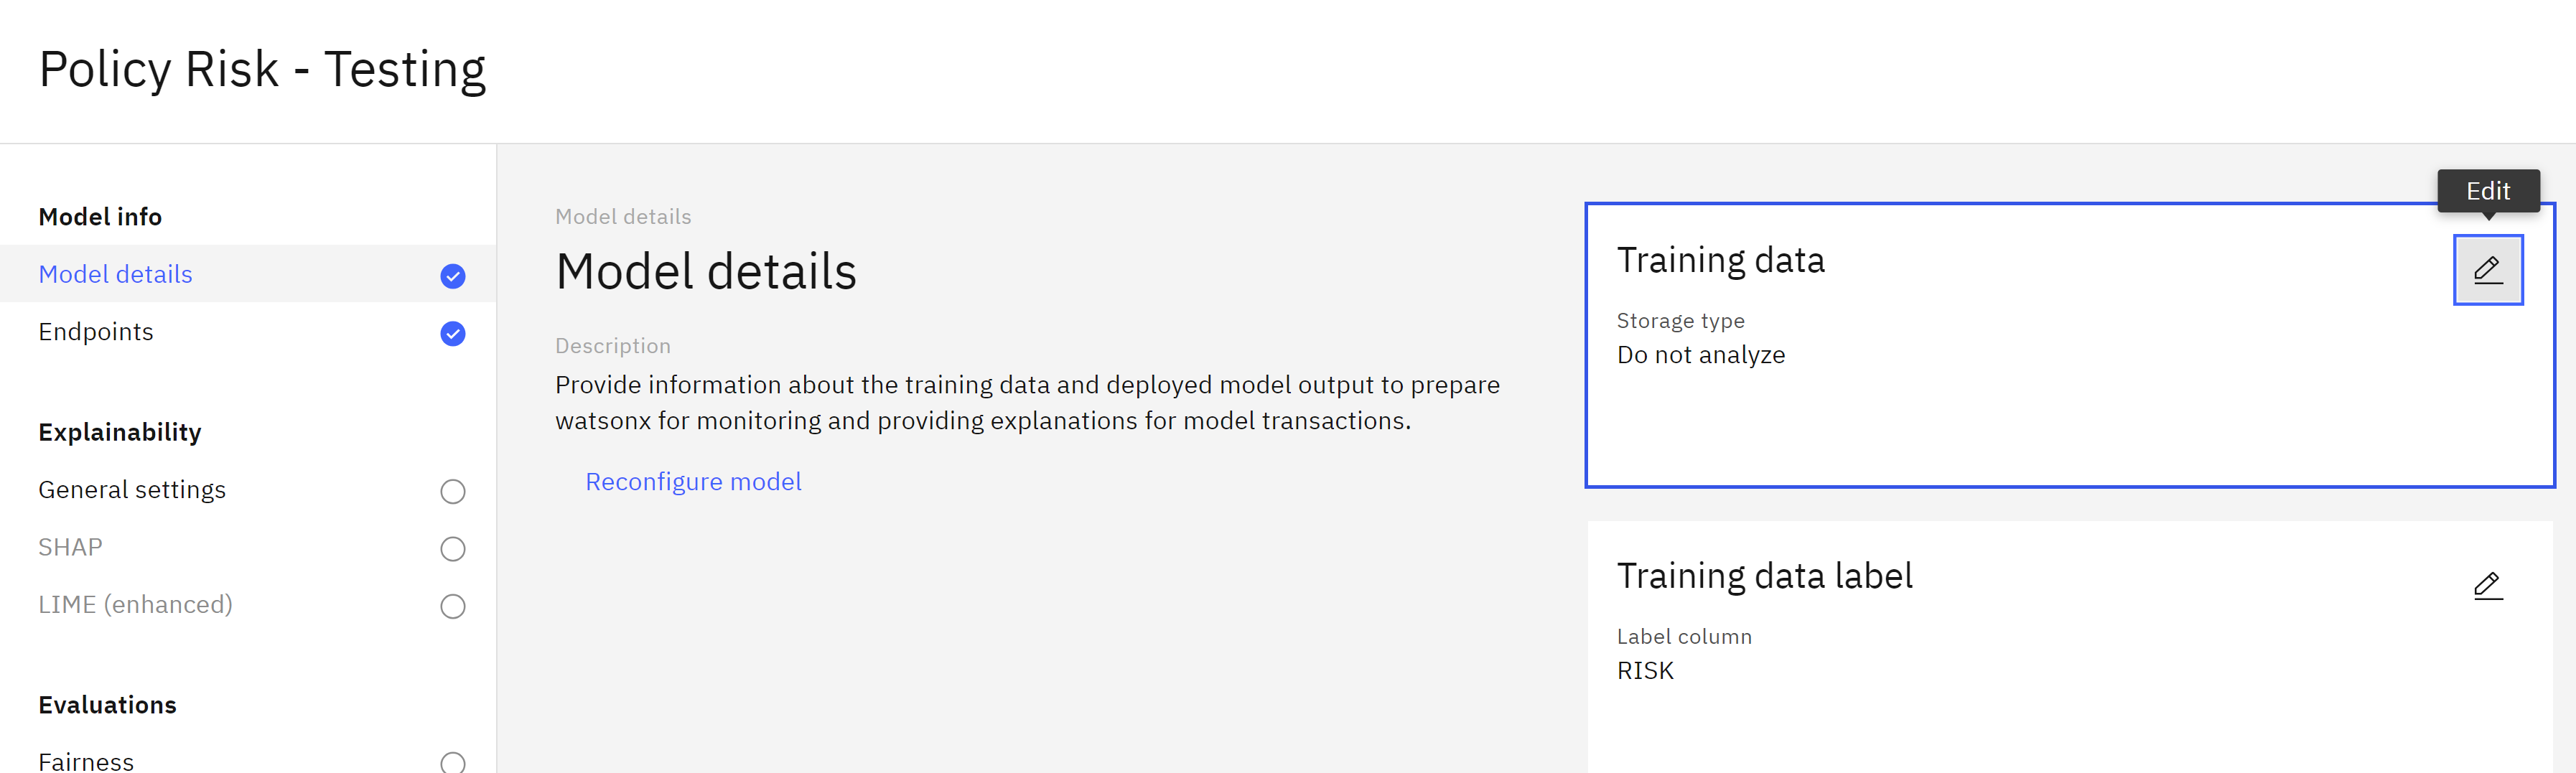 Policy Risk - Testing
Model info
Model details
Endpoints
Explainability
General settings
SHAP
LIME (enhanced)
Evaluations
Fairness
Model details
Model details
Description
Provide information about the training data and deployed model output to prepare
watsonx for monitoring and providing explanations for model transactions.
Reconfigure model
Edit
Training data
Storage type
Do not analyze
Training data label
Label column
RISK